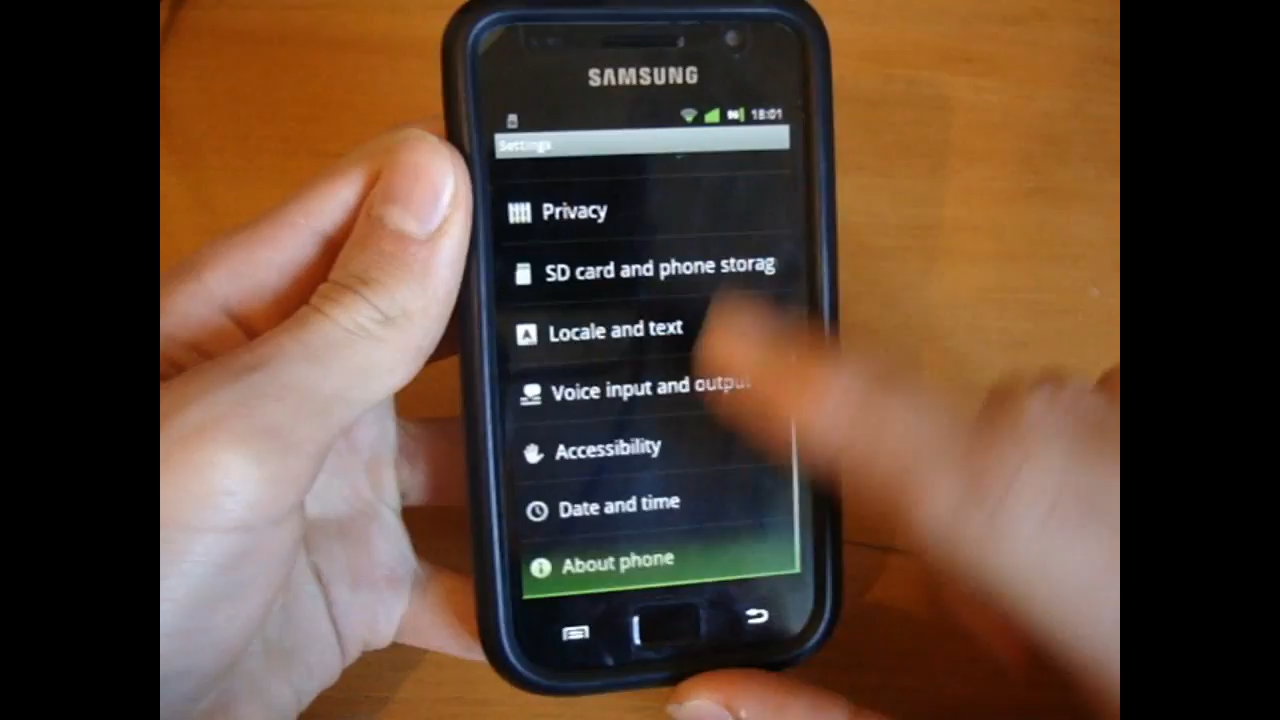 SAMSUNG
18:01
Settings
Privacy
SD card and phone storag
Locale and text
Voice input and output
Accessibility
Date and time
About phone